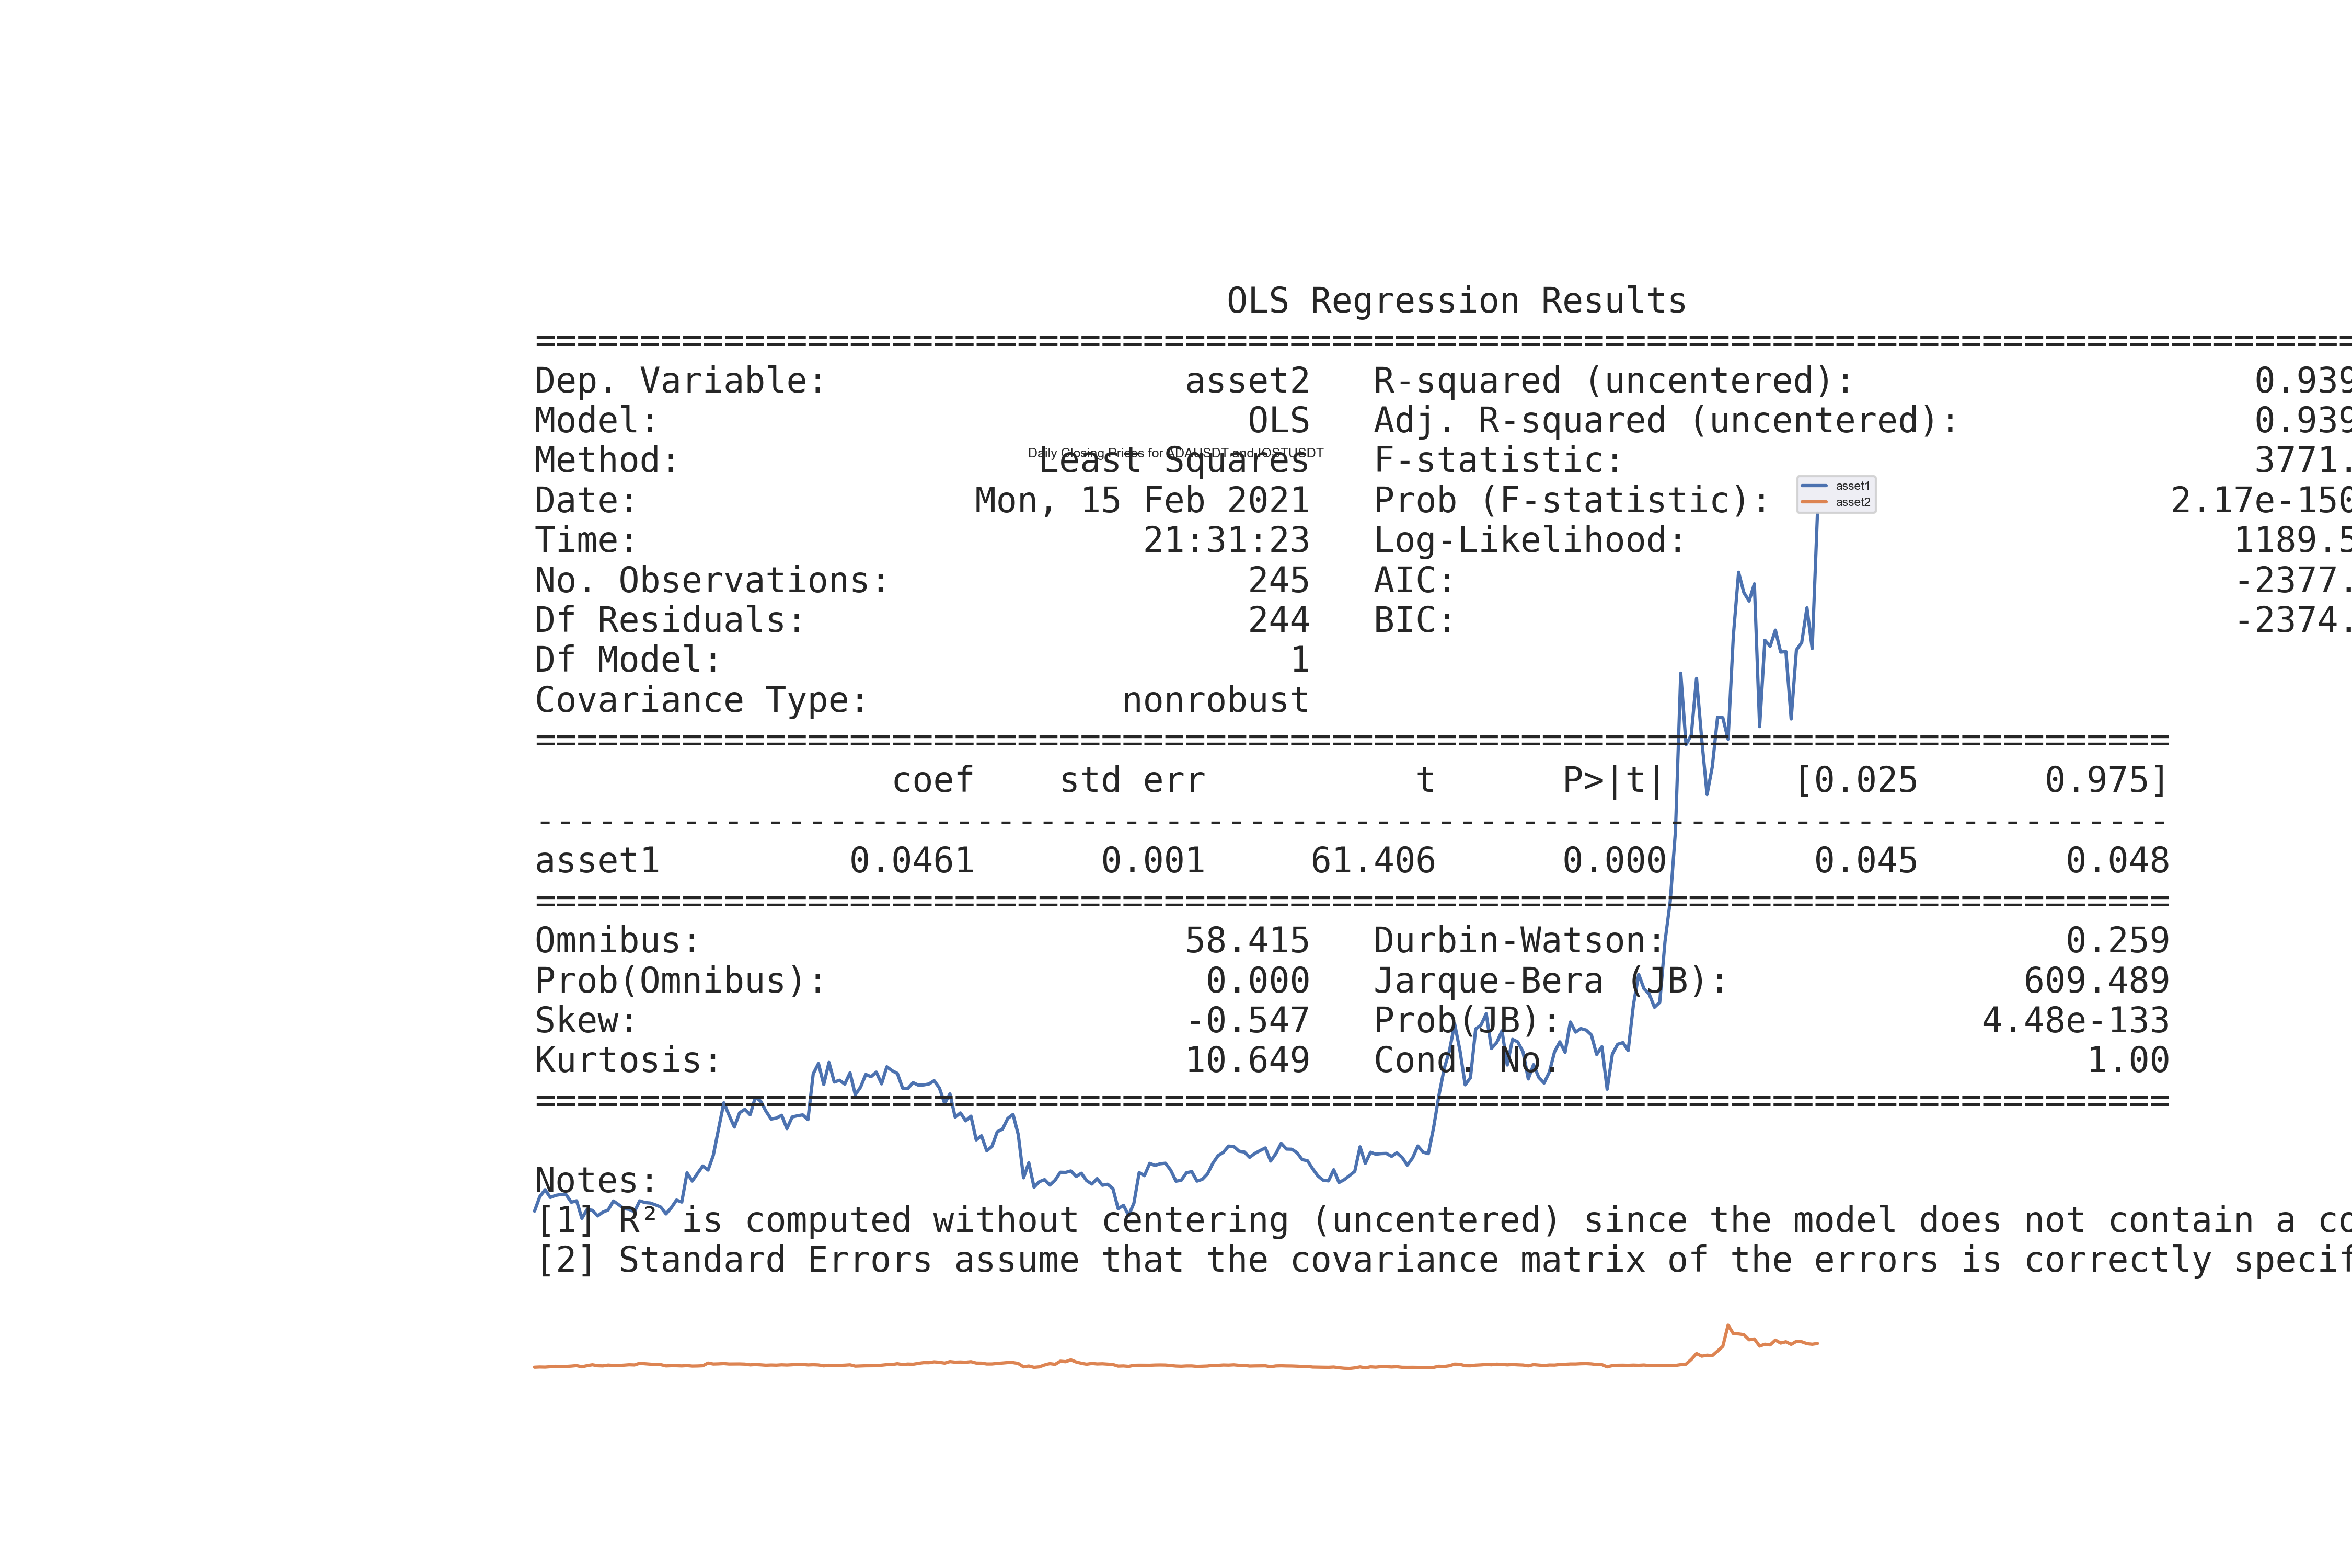 OLS Regression Results
=======================================================================================
Dep. Variable: asset2 R-squared (uncentered): 0.939
Model: OLS Adj. R-squared (uncentered): 0.939
Daily Closing Prices for ADAUSDT and IOSTUSDT
Method: Least Squares F-statistic: 3771.
Date: Mon, 15 Feb 2021 Prob (F-statistic): 2.17e-150
asset1
asset2
Time: 21:31:23 Log-Likelihood: 1189.5
No. Observations: 245 AIC: -2377.
Df Residuals: 244 BIC: -2374.
Df Model: 1
Covariance Type: nonrobust
==============================================================================
coef std err t P>|t| [0.025 0.975]
------------------------------------------------------------------------------
asset1 0.0461 0.001 61.406 0.000 0.045 0.048
==============================================================================
Omnibus: 58.415 Durbin-Watson: 0.259
Prob(Omnibus): 0.000 Jarque-Bera (JB): 609.489
Skew: -0.547 Prob(JB): 4.48e-133
Kurtosis: 10.649 Cond. No. 1.00
==============================================================================
Notes:
[1] R² is computed without centering (uncentered) since the model does not contain a co
[2] Standard Errors assume that the covariance matrix of the errors is correctly specif